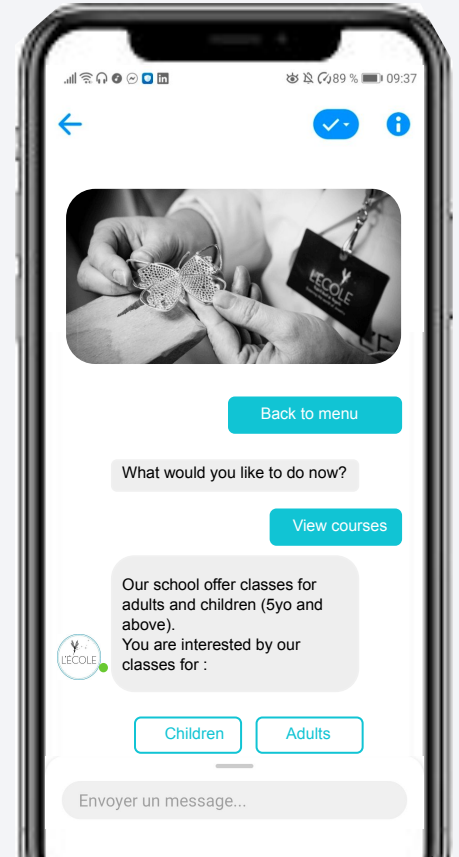 89 % 09:37
L'ÉCOLE
Back to menu
What would you like to do now?
View courses
Our school offer classes for
adults and children (5yo and
above).
You are interested by our
classes for :
L'ÉCOLE
Children
Adults
Envoyer un message...